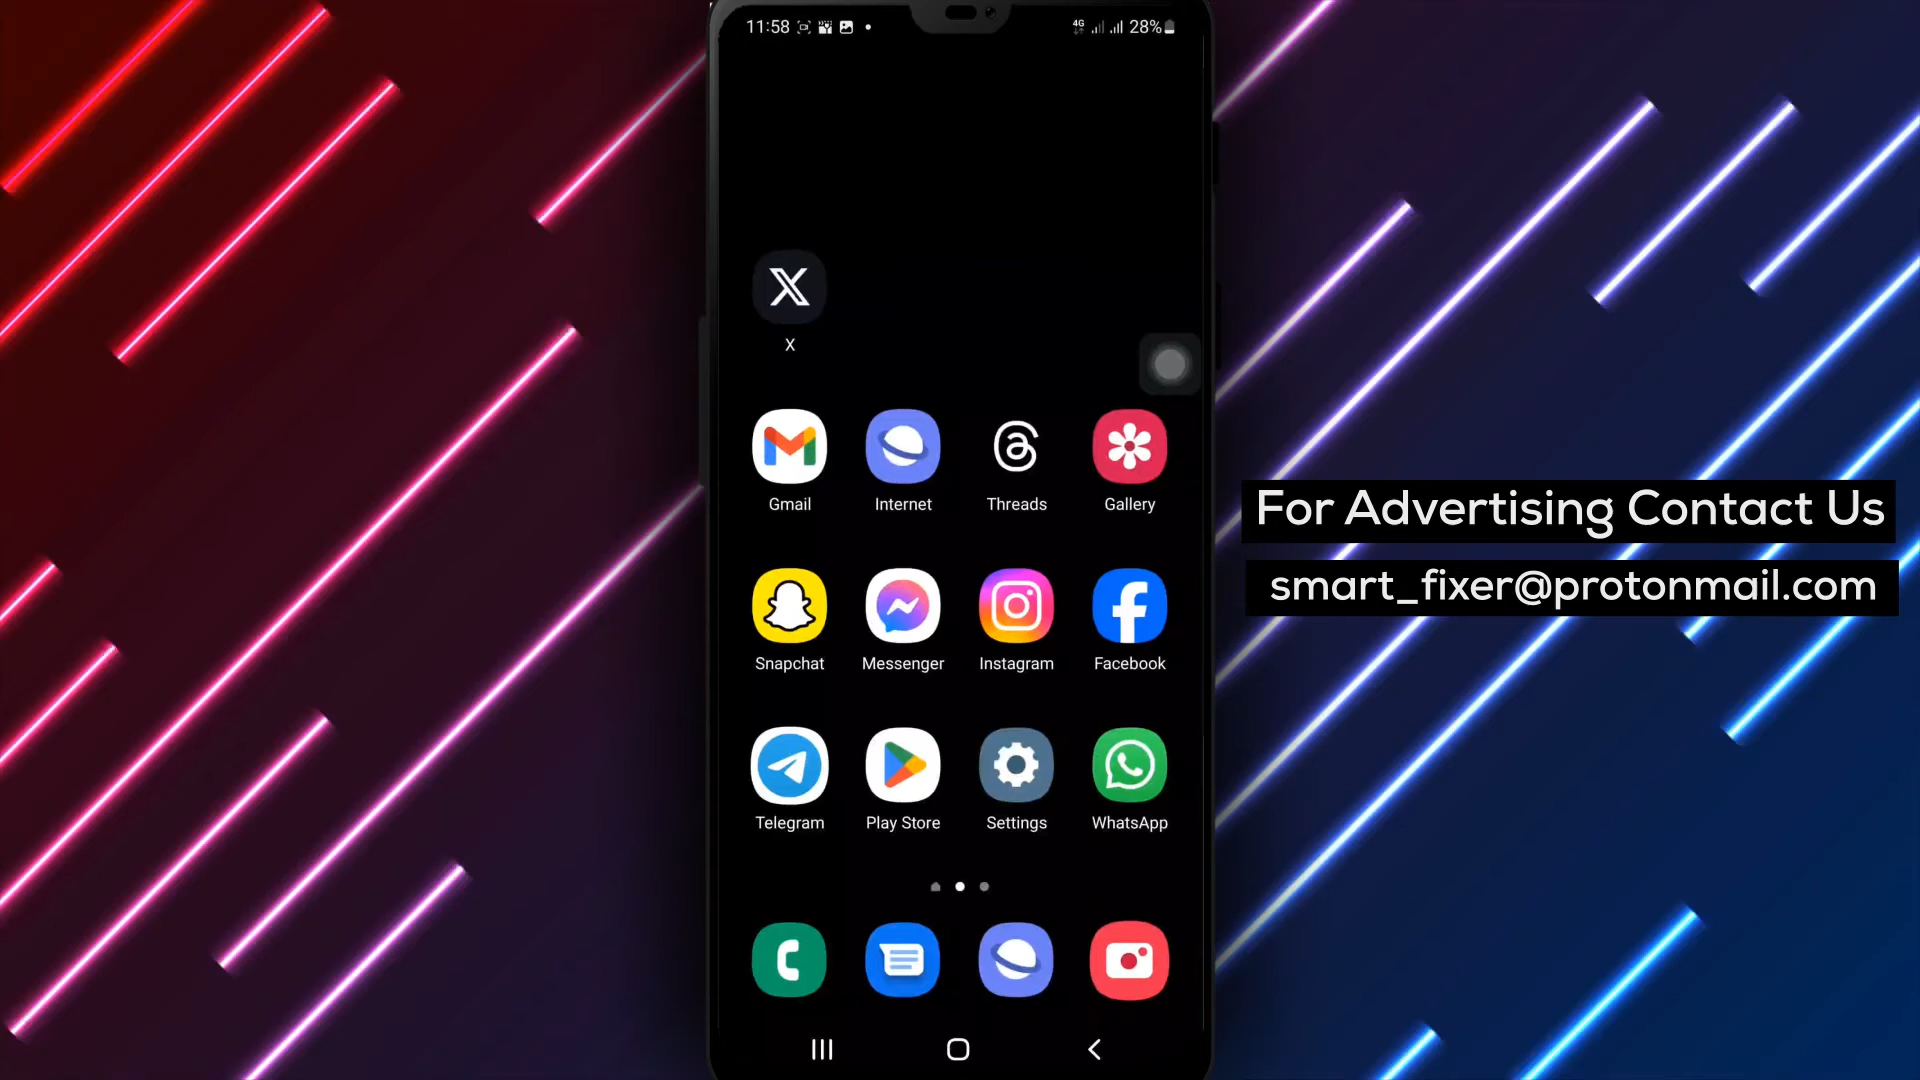 11:58
4G
28%
X
Gmail
Internet
Threads
Gallery
For Advertising Contact Us
smart_fixer@protonmail.com
Snapchat
Messenger
Instagram
Facebook
Telegram
Play Store
Settings
WhatsApp